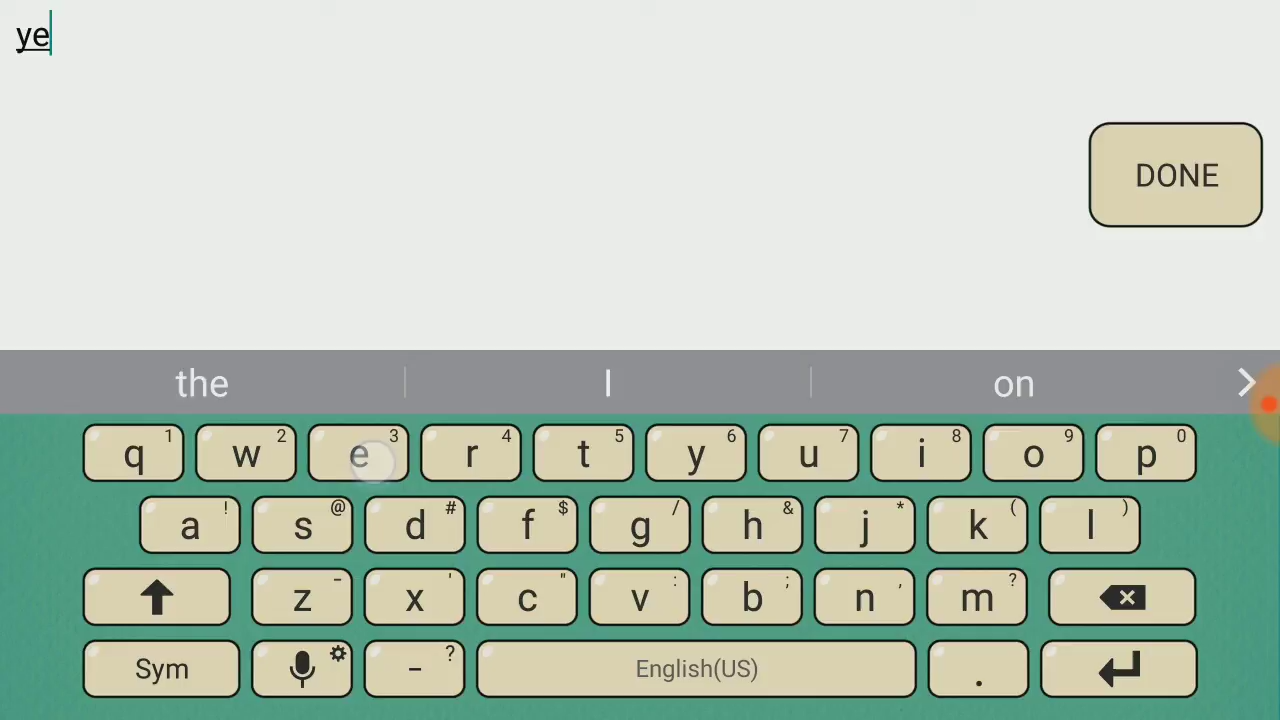 ye
DONE
the I on
q 1 w 2 e 3 r 4 t 5 y 6 u 7 i 8 o 9 p 0
a ! s @ d # f $ g / h & j * k ( l )
z - x ' c " v : b ; n , m ?
Sym - ? English(US) .